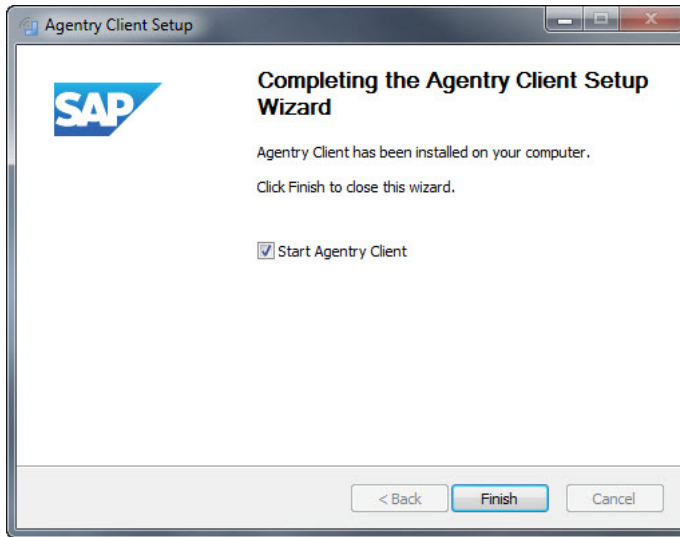 Agentry Client Setup
SAP
Completing the Agentry Client Setup
Wizard
Agentry Client has been installed on your computer.
Click Finish to close this wizard.
Start Agentry Client
< Back
Finish
Cancel